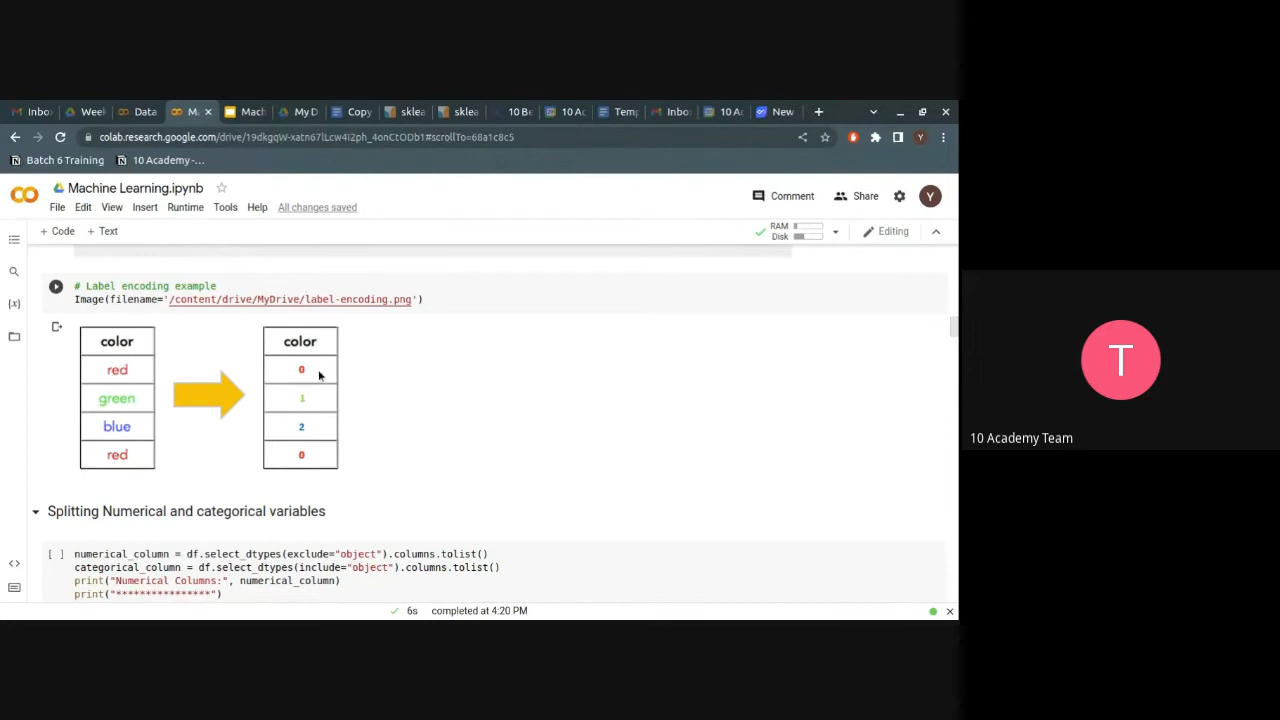 Inbo
Week
Data
M
Mach
My D
Copy
sklea
sklea
10 Be
10 Ac
Temp
Inbo
10 Ac
New
colab.research.google.com/drive/19dkgqW-xatn67lLcw4I2ph_4onCtODb1#scrollTo=68a1c8c5
Batch 6 Training
10 Academy -...
Machine Learning.ipynb
Comment
Share
Y
File Edit View Insert Runtime Tools Help All changes saved
+ Code + Text
RAM
Disk
Editing
# Label encoding example
Image(filename='/content/drive/MyDrive/label-encoding.png')
color color
red 0
green 1
blue 2
red 0
Splitting Numerical and categorical variables
[ ] numerical_column = df.select_dtypes(exclude="object").columns.tolist()
categorical_column = df.select_dtypes(include="object").columns.tolist()
print("Numerical Columns:", numerical_column)
print("****************")
6s completed at 4:20 PM
T
10 Academy Team